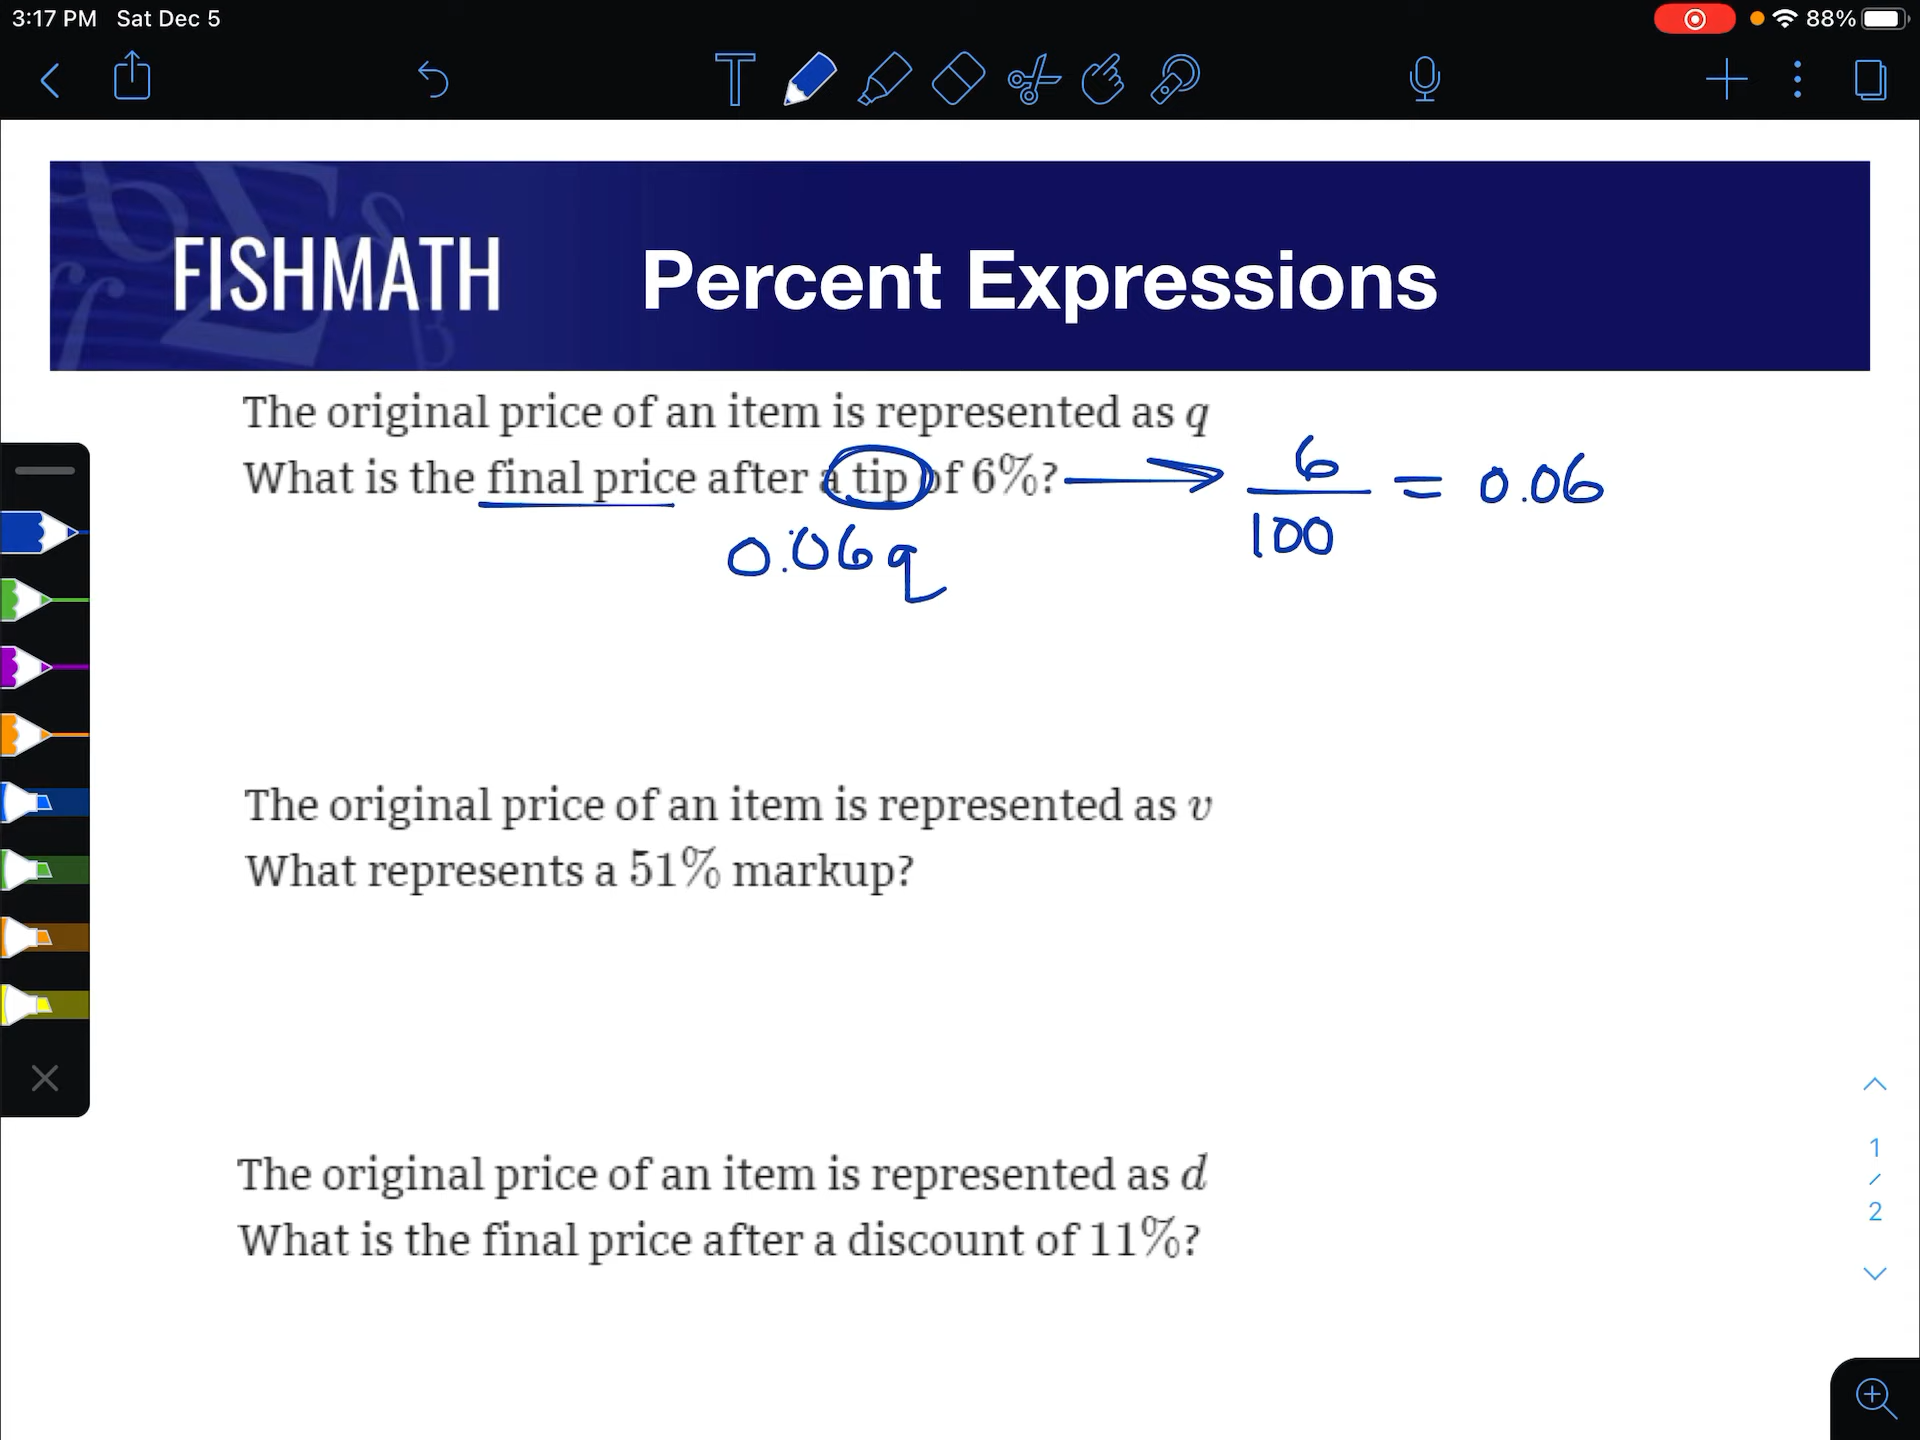 3:17 PM Sat Dec 5
88%
FISHMATH Percent Expressions
The original price of an item is represented as q
What is the final price after a tip of 6%? 6/100 = 0.06
0.06q
The original price of an item is represented as v
What represents a 51% markup?
1
/
2
The original price of an item is represented as d
What is the final price after a discount of 11%?